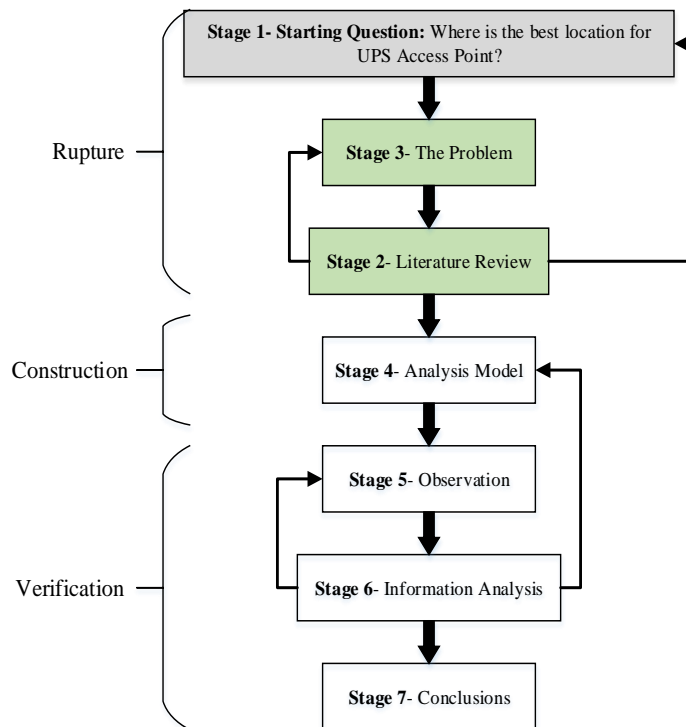 Stage 1- Starting Question: Where is the best location for
UPS Access Point?
Rupture
Stage 3- The Problem
Stage 2- Literature Review
Construction
Stage 4- Analysis Model
Stage 5- Observation
Verification
Stage 6- Information Analysis
Stage 7- Conclusions